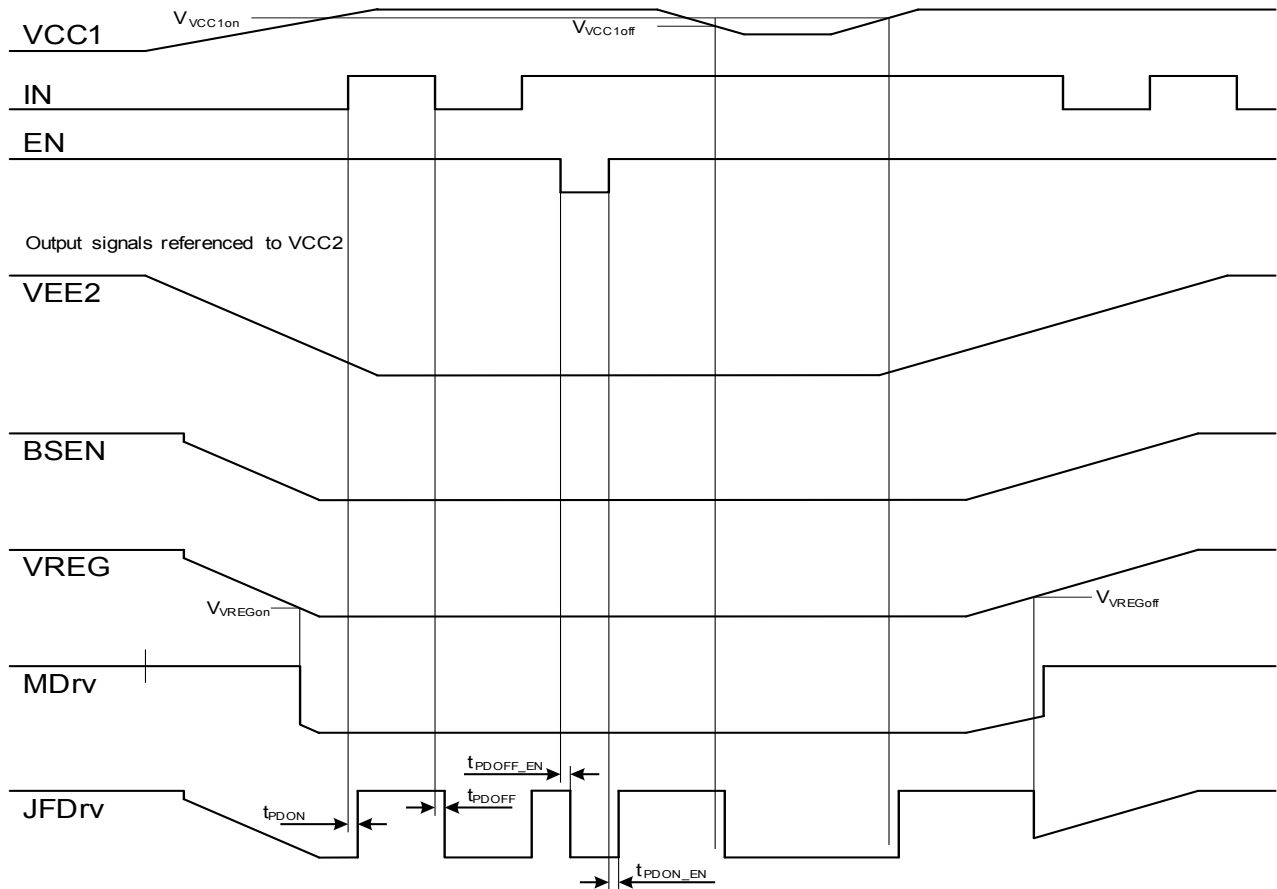 V_VCC1on
VCC1
V_VCC1off
IN
EN
Output signals referenced to VCC2
VEE2
BSEN
VREG
V_VREGon
V_VREGoff
MDrv
t_PDOFF_EN
JFDrv
t_PDON
t_PDOFF
t_PDON_EN